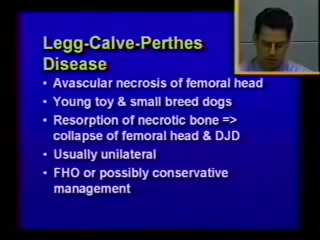 Legg-Calve-Perthes
Disease
• Avascular necrosis of femoral head
• Young toy & small breed dogs
• Resorption of necrotic bone =>
collapse of femoral head & DJD
• Usually unilateral
• FHO or possibly conservative
management